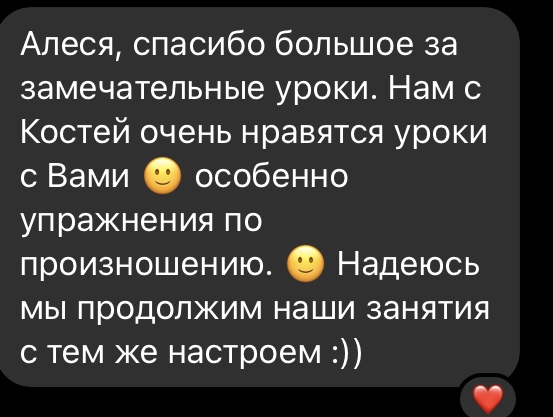 Алеся, спасибо большое за
замечательные уроки. Нам с
Костей очень нравятся уроки
с Вами 🙂 особенно
упражнения по
произношению. 🙂 Надеюсь
мы продолжим наши занятия
с тем же настроем :))